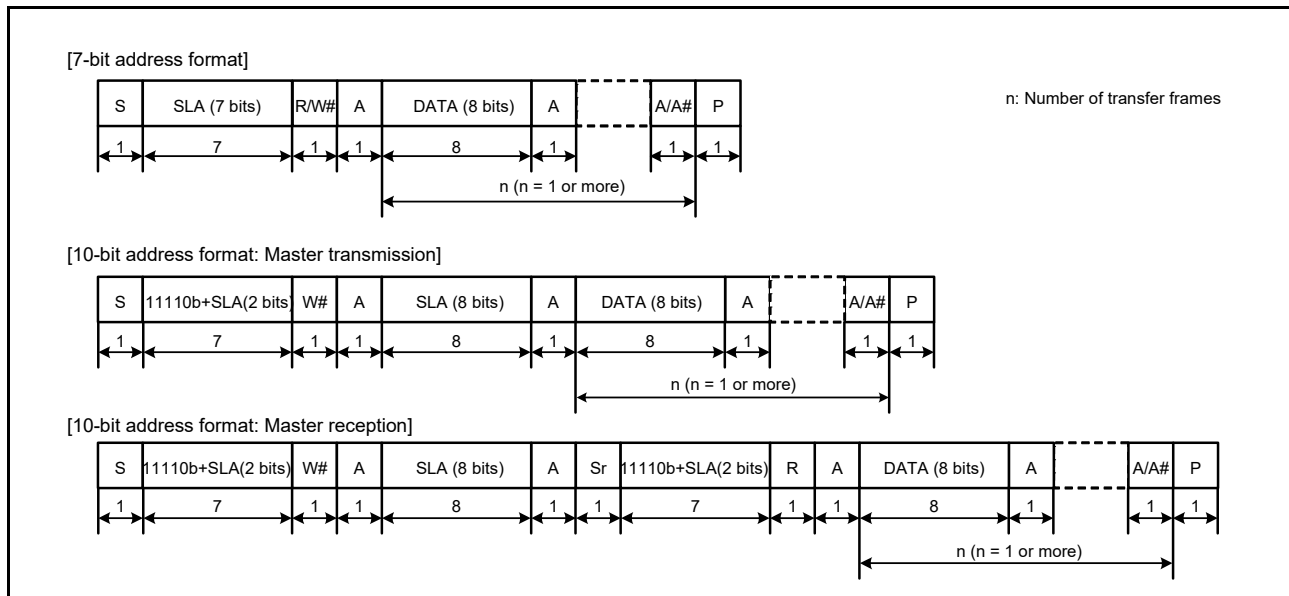 [7-bit address format]
n: Number of transfer frames
S SLA (7 bits) R/W# A DATA (8 bits) A A/A# P
1 7 1 1 8 1 1 1
n (n = 1 or more)
[10-bit address format: Master transmission]
S 11110b+SLA(2 bits) W# A SLA (8 bits) A DATA (8 bits) A A/A# P
1 7 1 1 8 1 8 1 1 1
n (n = 1 or more)
[10-bit address format: Master reception]
S 11110b+SLA(2 bits) W# A SLA (8 bits) A Sr 11110b+SLA(2 bits) R A DATA (8 bits) A A/A# P
1 7 1 1 8 1 1 7 1 1 8 1 1 1
n (n = 1 or more)